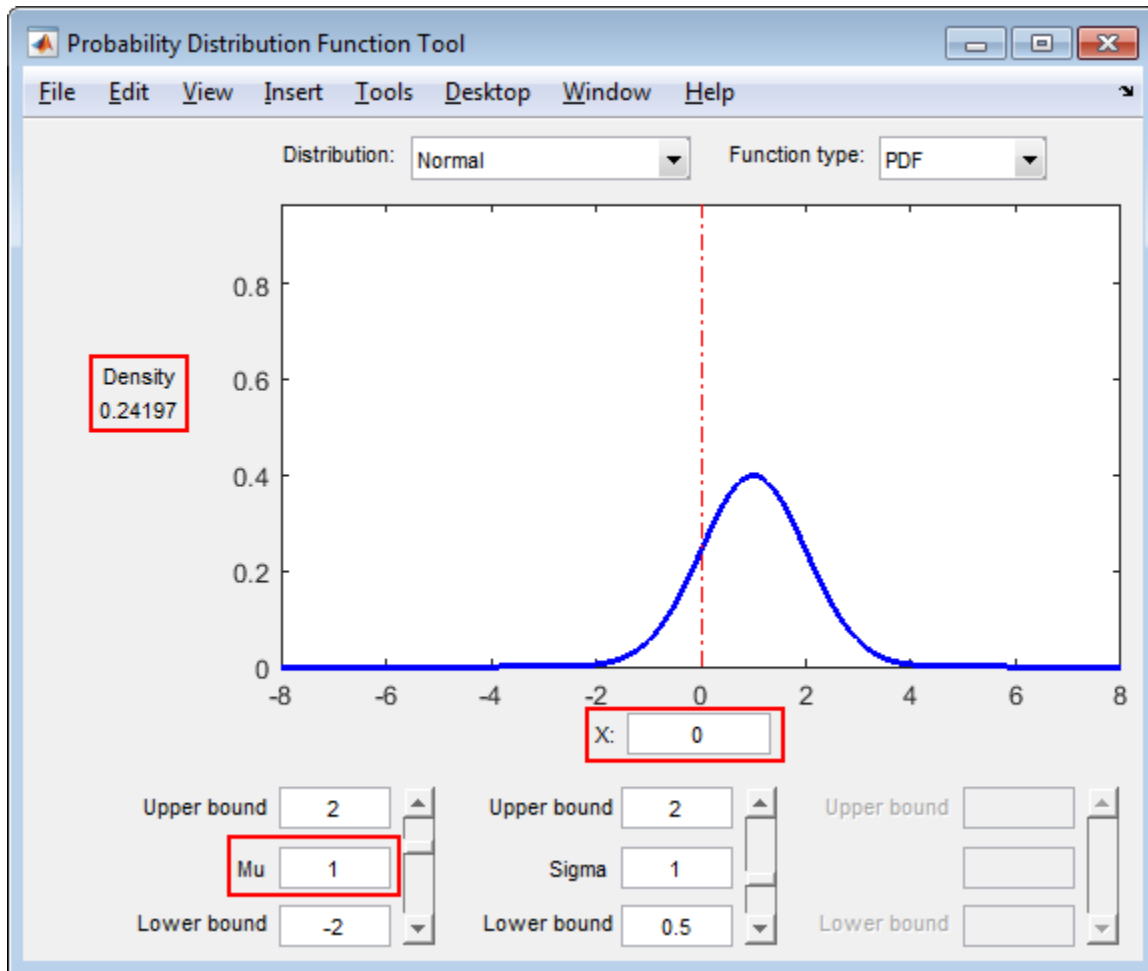 Probability Distribution Function Tool
File Edit View Insert Tools Desktop Window Help
Distribution: Normal Function type: PDF
0.8
Density
0.24197
0.6
0.4
0.2
0
-8 -6 -4 -2 0 2 4 6 8
X: 0
Upper bound 2 Upper bound 2 Upper bound
Mu 1 Sigma 1
Lower bound -2 Lower bound 0.5 Lower bound